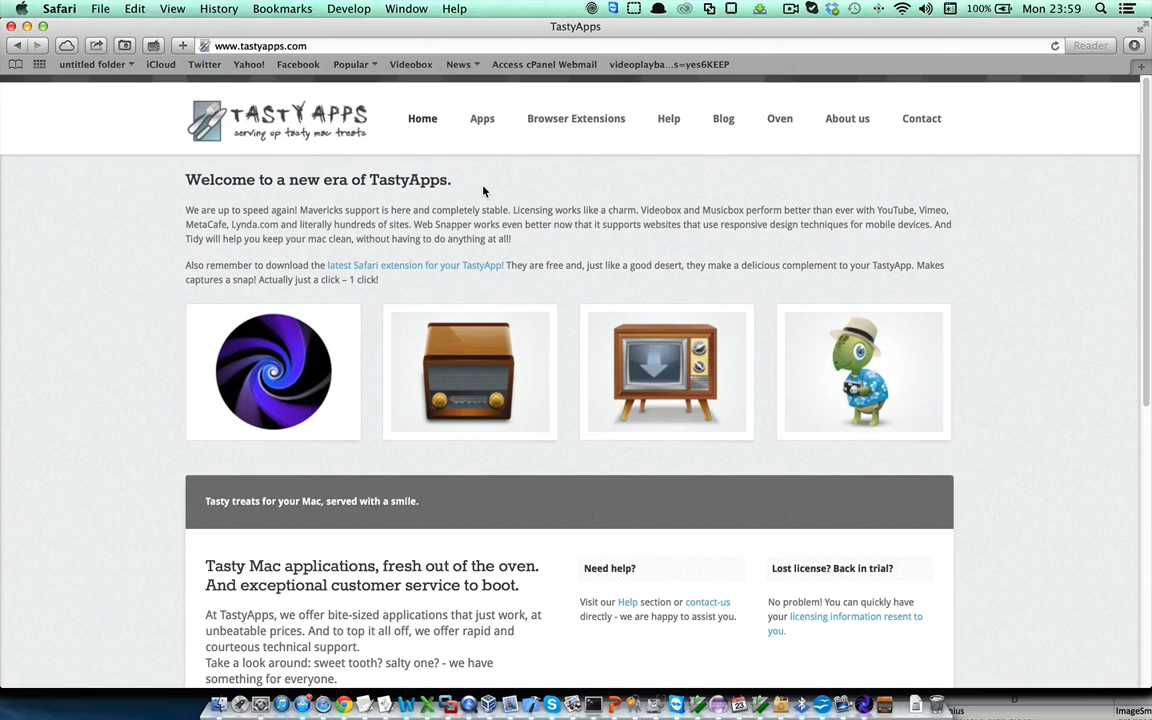 Safari File Edit View History Bookmarks Develop Window Help 100% Mon 23:59
TastyApps
www.tastyapps.com Reader
untitled folder iCloud Twitter Yahoo! Facebook Popular Videobox News Access cPanel Webmail videoplayba...s=yes6KEEP
TASTY APPS
serving up tasty mac treats
Home Apps Browser Extensions Help Blog Oven About us Contact
Welcome to a new era of TastyApps.
We are up to speed again! Mavericks support is here and completely stable. Licensing works like a charm. Videobox and Musicbox perform better than ever with YouTube, Vimeo,
MetaCafe, Lynda.com and literally hundreds of sites. Web Snapper works even better now that it supports websites that use responsive design techniques for mobile devices. And
Tidy will help you keep your mac clean, without having to do anything at all!
Also remember to download the latest Safari extension for your TastyApp! They are free and, just like a good desert, they make a delicious complement to your TastyApp. Makes
captures a snap! Actually just a click – 1 click!
Tasty treats for your Mac, served with a smile.
Tasty Mac applications, fresh out of the oven.
And exceptional customer service to boot.
At TastyApps, we offer bite-sized applications that just work, at
unbeatable prices. And to top it all off, we offer rapid and
courteous technical support.
Take a look around: sweet tooth? salty one? - we have
something for everyone.
Need help?
Visit our Help section or contact-us
directly - we are happy to assist you.
Lost license? Back in trial?
No problem! You can quickly have
your licensing information resent to
you.